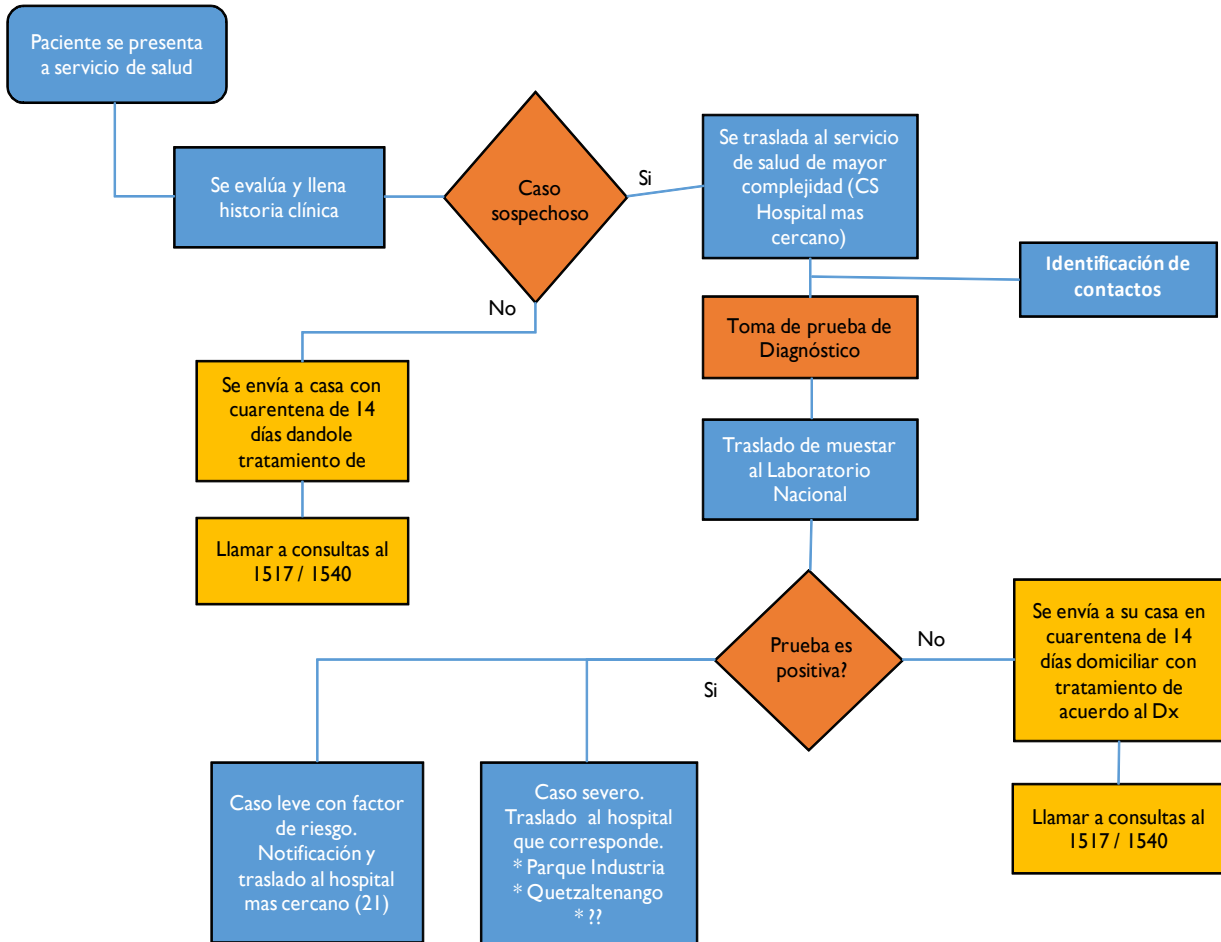 Paciente se presenta
a servicio de salud
Se evalúa y llena
historia clínica
Caso
sospechoso
Si
Se traslada al servicio
de salud de mayor
complejidad (CS
Hospital mas
cercano)
Identificación de
contactos
No
Toma de prueba de
Diagnóstico
Se envía a casa con
cuarentena de 14
días dandole
tratamiento de
Traslado de muestar
al Laboratorio
Nacional
Llamar a consultas al
1517 / 1540
Prueba es
positiva?
No
Si
Se envía a su casa en
cuarentena de 14
días domiciliar con
tratamiento de
acuerdo al Dx
Caso leve con factor
de riesgo.
Notificación y
traslado al hospital
mas cercano (21)
Caso severo.
Traslado al hospital
que corresponde.
* Parque Industria
* Quetzaltenango
* ??
Llamar a consultas al
1517 / 1540